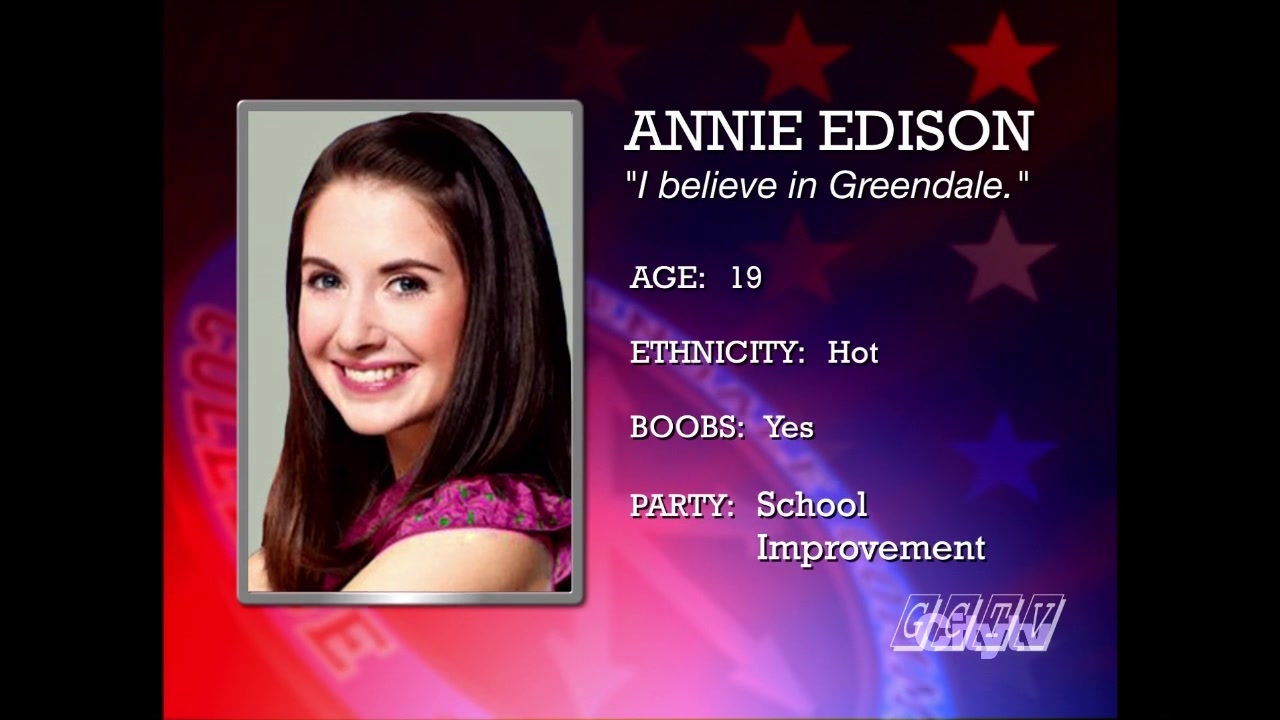 ANNIE EDISON
"I believe in Greendale."
AGE: 19
ETHNICITY: Hot
BOOBS: Yes
PARTY: School
Improvement
GCTV